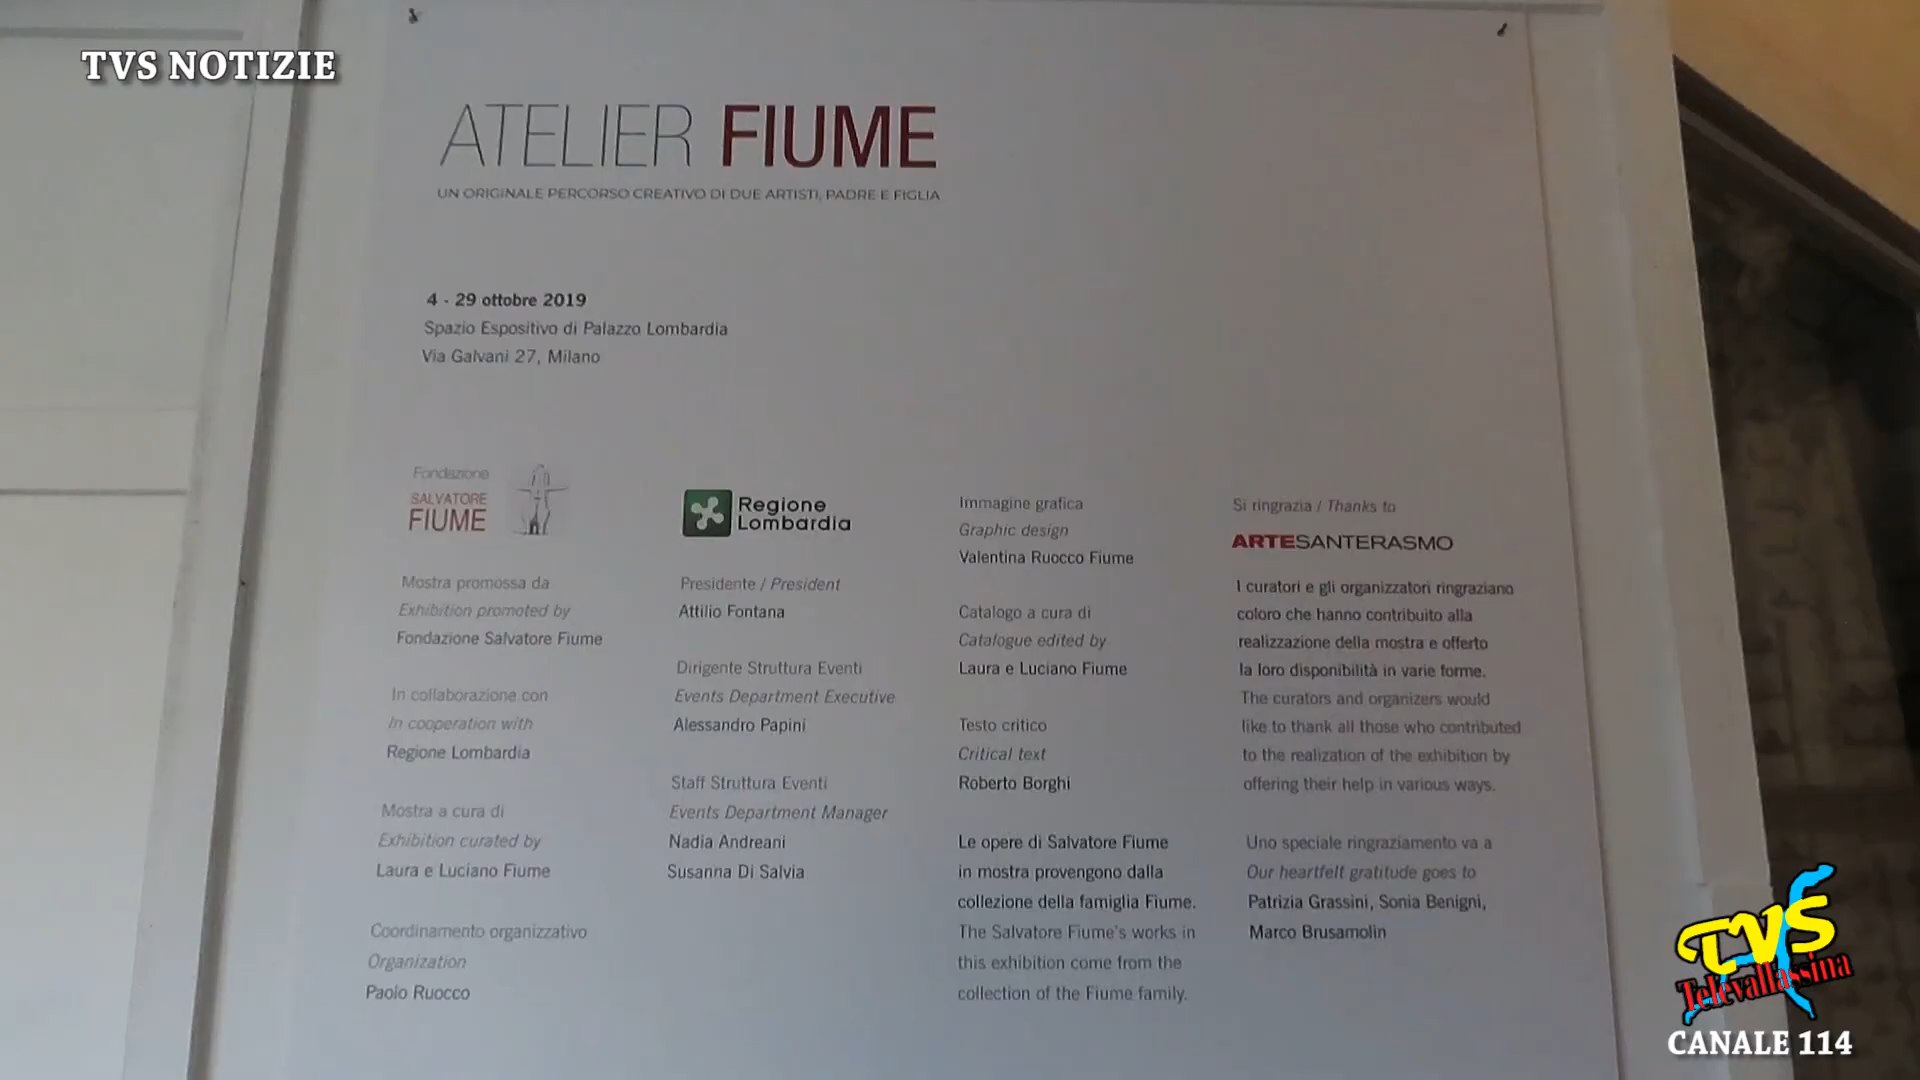 TVS NOTIZIE
ATELIER FIUME
UN ORIGINALE PERCORSO CREATIVO DI DUE ARTISTI, PADRE E FIGLIA
4 - 29 ottobre 2019
Spazio Espositivo di Palazzo Lombardia
Via Galvani 27, Milano
Fondazione
SALVATORE
FIUME
Mostra promossa da
Exhibition promoted by
Fondazione Salvatore Fiume
In collaborazione con
In cooperation with
Regione Lombardia
Mostra a cura di
Exhibition curated by
Laura e Luciano Fiume
Coordinamento organizzativo
Organization
Paolo Ruocco
Regione
Lombardia
Presidente / President
Attilio Fontana
Dirigente Struttura Eventi
Events Department Executive
Alessandro Papini
Staff Struttura Eventi
Events Department Manager
Nadia Andreani
Susanna Di Salvia
Immagine grafica
Graphic design
Valentina Ruocco Fiume
Catalogo a cura di
Catalogue edited by
Laura e Luciano Fiume
Testo critico
Critical text
Roberto Borghi
Le opere di Salvatore Fiume
in mostra provengono dalla
collezione della famiglia Fiume.
The Salvatore Fiume's works in
this exhibition come from the
collection of the Fiume family.
Si ringrazia / Thanks to
ARTESANTERASMO
I curatori e gli organizzatori ringraziano
coloro che hanno contribuito alla
realizzazione della mostra e offerto
la loro disponibilità in varie forme.
The curators and organizers would
like to thank all those who contributed
to the realization of the exhibition by
offering their help in various ways.
Uno speciale ringraziamento va a
Our heartfelt gratitude goes to
Patrizia Grassini, Sonia Benigni,
Marco Brusamolin
TVS
Televallassina
CANALE 114